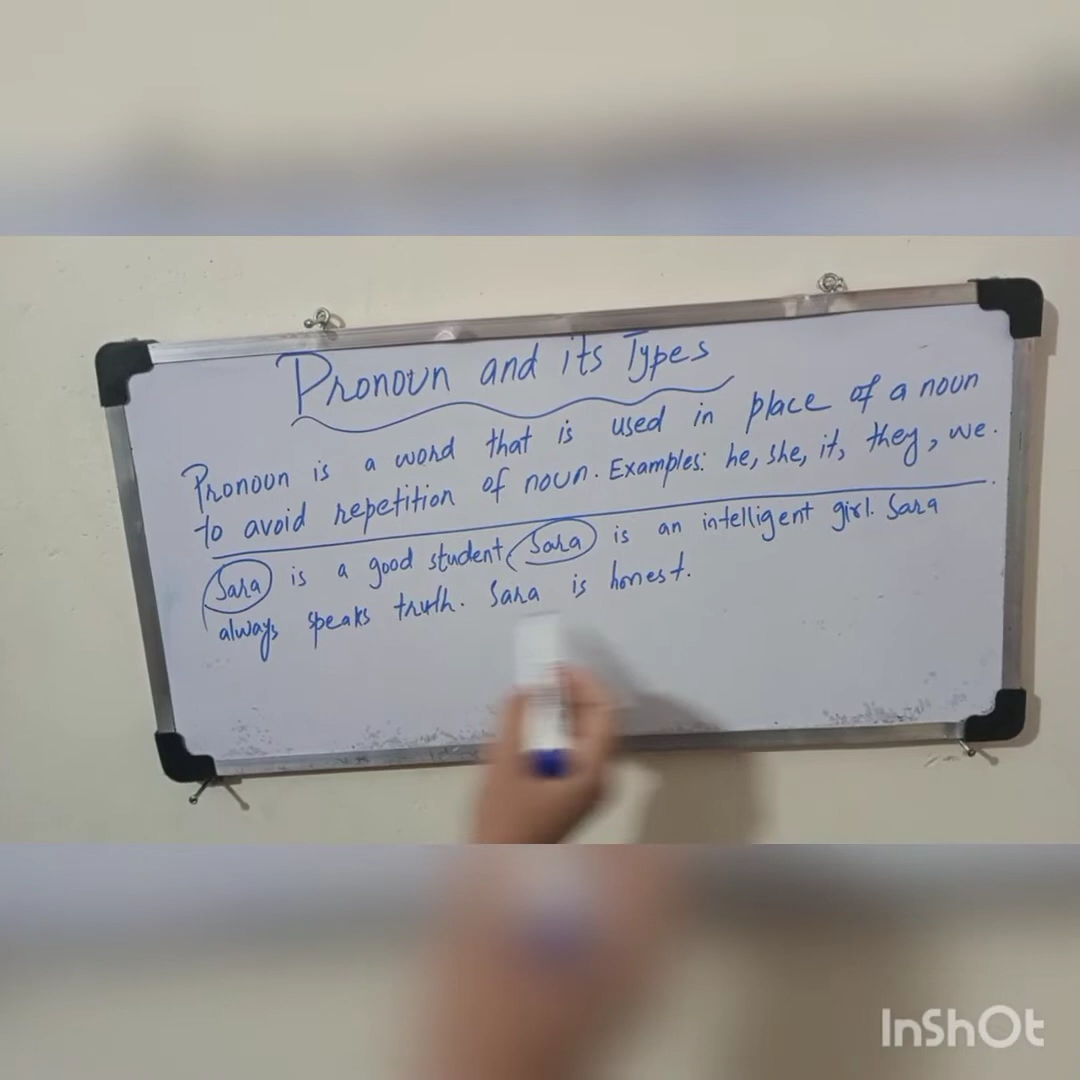 Pronoun and its Types
Pronoun is a word that is used in place of a noun
to avoid repetition of noun. Examples: he, she, it, they, we.
Sara is a good student. Sara is an intelligent girl. Sara
always speaks truth. Sara is honest.
InShOt